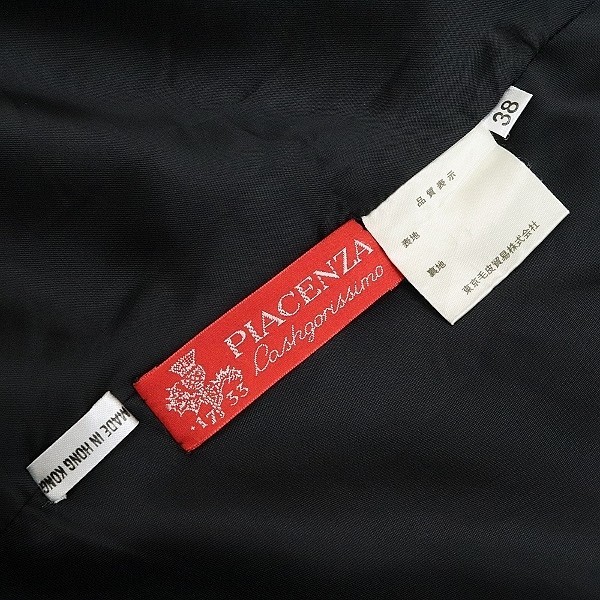 38
品質表示
表地
裏地
東京毛皮貿易株式会社
PIACENZA
Cashgorissimo
1733
MADE IN HONG KONG